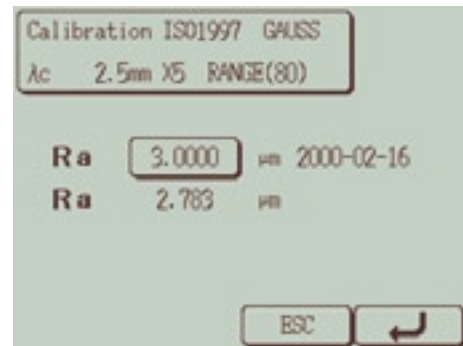 Calibration ISO1997 GAUSS
λc 2.5mm X5 RANGE(80)
Ra 3.0000 μm 2000-02-16
Ra 2.783 μm
ESC